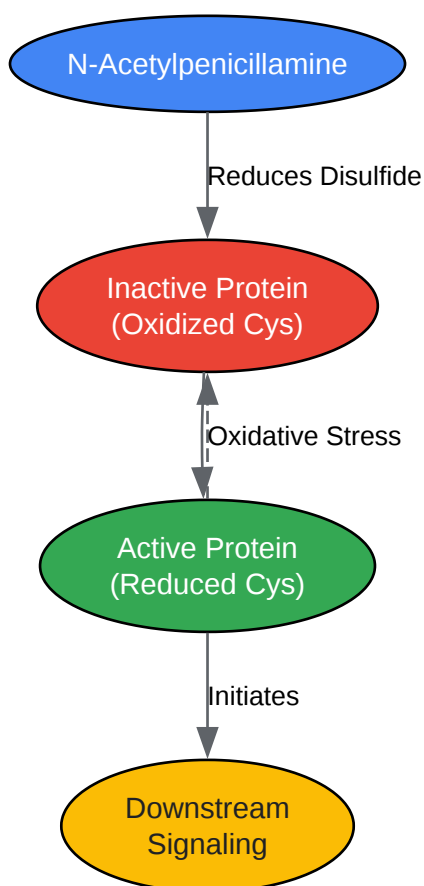 N-Acetylpenicillamine
Reduces Disulfide
Inactive Protein
(Oxidized Cys)
Oxidative Stress
Active Protein
(Reduced Cys)
Initiates
Downstream
Signaling